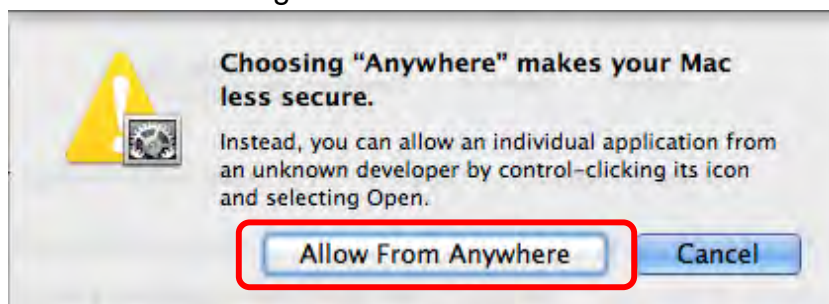 Choosing “Anywhere” makes your Mac
less secure.
Instead, you can allow an individual application from
an unknown developer by control-clicking its icon
and selecting Open.
Allow From Anywhere
Cancel